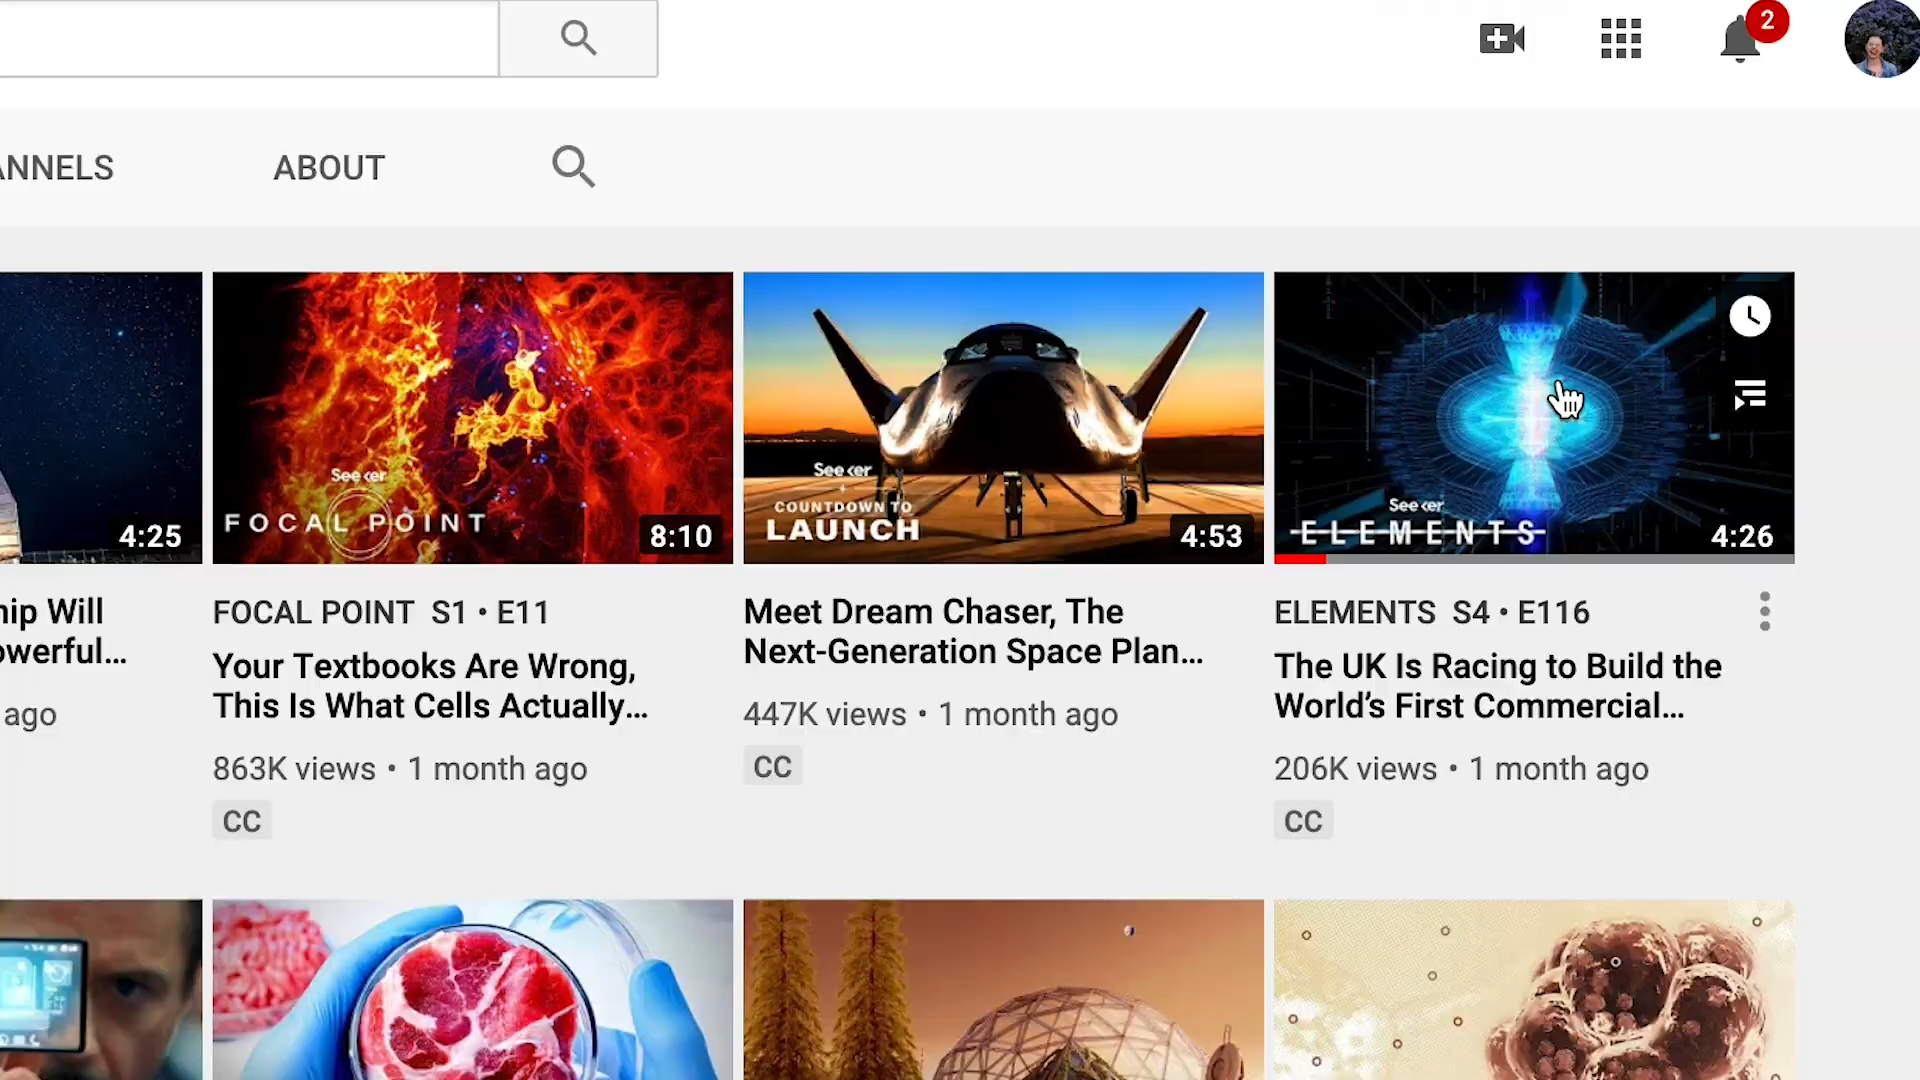 2
ANNELS
ABOUT
4:25
Seeker
FOCAL POINT
8:10
Seeker
COUNTDOWN TO
LAUNCH
4:53
Seeker
ELEMENTS
4:26
hip Will
owerful...
ago
FOCAL POINT S1 • E11
Your Textbooks Are Wrong,
This Is What Cells Actually...
863K views • 1 month ago
CC
Meet Dream Chaser, The
Next-Generation Space Plan...
447K views • 1 month ago
CC
ELEMENTS S4 • E116
The UK Is Racing to Build the
World’s First Commercial...
206K views • 1 month ago
CC